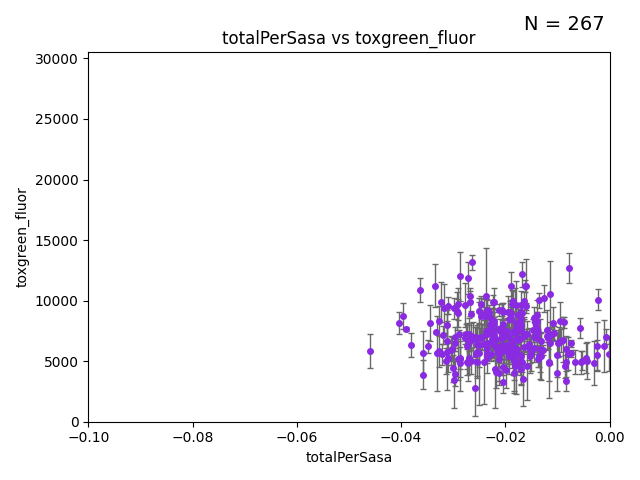 N = 267
totalPerSasa vs toxgreen_fluor
30000
25000
20000
15000
10000
5000
0
toxgreen_fluor
−0.10 −0.08 −0.06 −0.04 −0.02 0.00
totalPerSasa